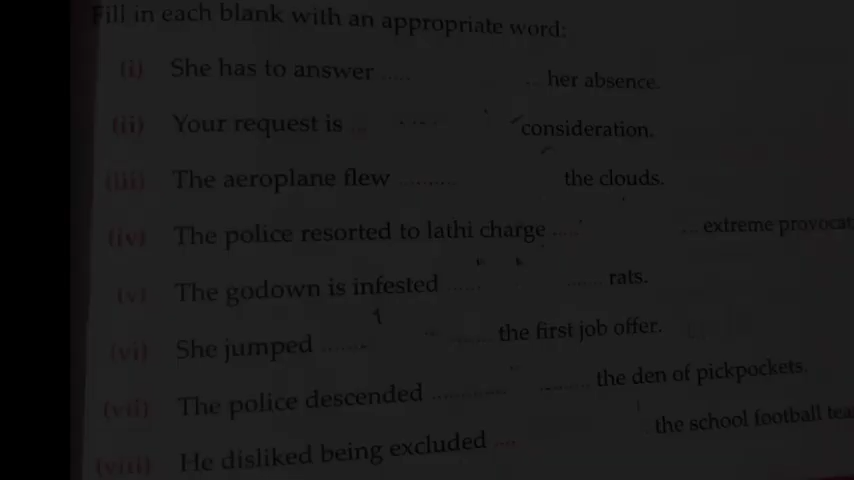 Fill in each blank with an appropriate word:
(i) She has to answer ..... ... her absence.
(ii) Your request is .. .... consideration.
(iii) The aeroplane flew ........ the clouds.
(iv) The police resorted to lathi charge ..... ... extreme provocat
(v) The godown is infested ...... ...... rats.
(vi) She jumped ....... ...... the first job offer.
(vii) The police descended ............ ........ the den of pickpockets.
(viii) He disliked being excluded .... the school football tea